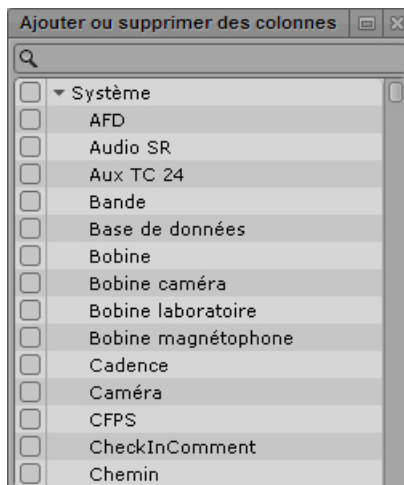 Ajouter ou supprimer des colonnes
Système
AFD
Audio SR
Aux TC 24
Bande
Base de données
Bobine
Bobine caméra
Bobine laboratoire
Bobine magnétophone
Cadence
Caméra
CFPS
CheckInComment
Chemin